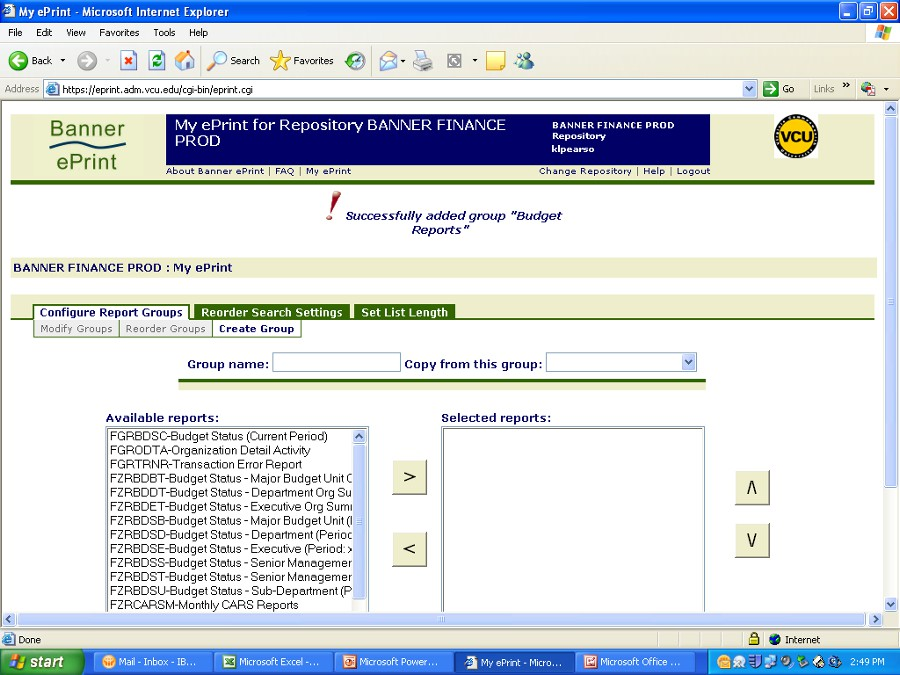 My ePrint - Microsoft Internet Explorer
File Edit View Favorites Tools Help
Back Search Favorites
Address https://eprint.adm.vcu.edu/cgi-bin/eprint.cgi Go Links »
Banner
ePrint
My ePrint for Repository BANNER FINANCE
PROD
BANNER FINANCE PROD
Repository
klpearso
VCU
About Banner ePrint | FAQ | My ePrint
Change Repository | Help | Logout
! Successfully added group "Budget
Reports"
BANNER FINANCE PROD : My ePrint
Configure Report Groups Reorder Search Settings Set List Length
Modify Groups Reorder Groups Create Group
Group name: Copy from this group:
Available reports:
FGRBDSC-Budget Status (Current Period)
FGRODTA-Organization Detail Activity
FGRTRNR-Transaction Error Report
FZRBDBT-Budget Status - Major Budget Unit O
FZRBDDT-Budget Status - Department Org Su
FZRBDET-Budget Status - Executive Org Summ
FZRBDSB-Budget Status - Major Budget Unit (
FZRBDSD-Budget Status - Department (Period
FZRBDSE-Budget Status - Executive (Period: x
FZRBDSS-Budget Status - Senior Managemen
FZRBDST-Budget Status - Senior Managemen
FZRBDSU-Budget Status - Sub-Department (P
FZRCARSM-Monthly CARS Reports
>
<
Selected reports:
Λ
V
Done
Internet
start Mail - Inbox - IB... Microsoft Excel -... Microsoft Power... My ePrint - Micro... Microsoft Office ... 2:49 PM